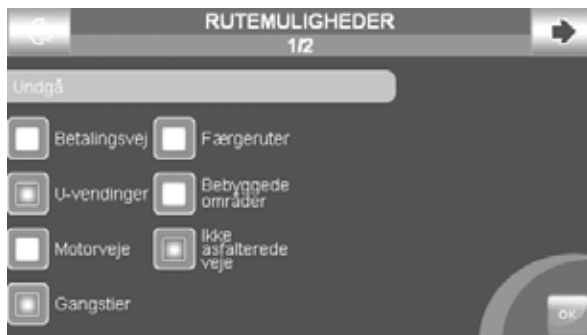 RUTEMULIGHEDER
1/2
Undgå
Betalingsvej
Færgeruter
U-vendinger
Bebyggede
områder
Motorveje
Ikke
asfalterede
veje
Gangstier
OK